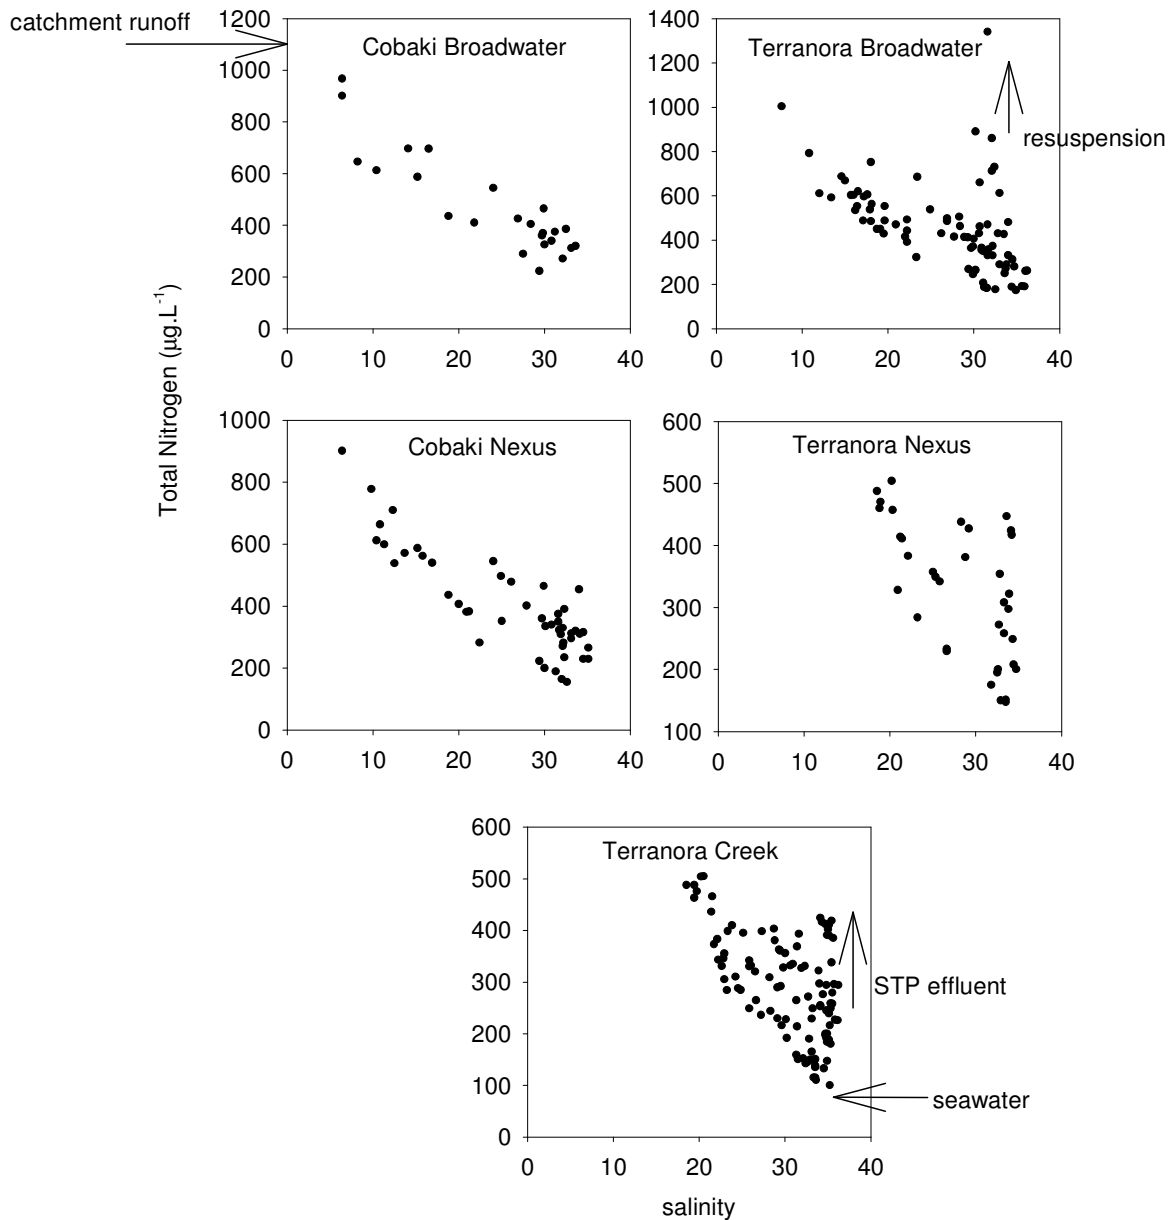 catchment runoff
Cobaki Broadwater
1200
1000
800
600
400
200
0
0 10 20 30 40
Terranora Broadwater
resuspension
1400
1200
1000
800
600
400
200
0
0 10 20 30 40
Total Nitrogen (µg.L⁻¹)
Cobaki Nexus
1000
800
600
400
200
0
0 10 20 30 40
Terranora Nexus
600
500
400
300
200
100
0 10 20 30 40
Terranora Creek
600
500
400
300
200
100
0
STP effluent
seawater
0 10 20 30 40
salinity